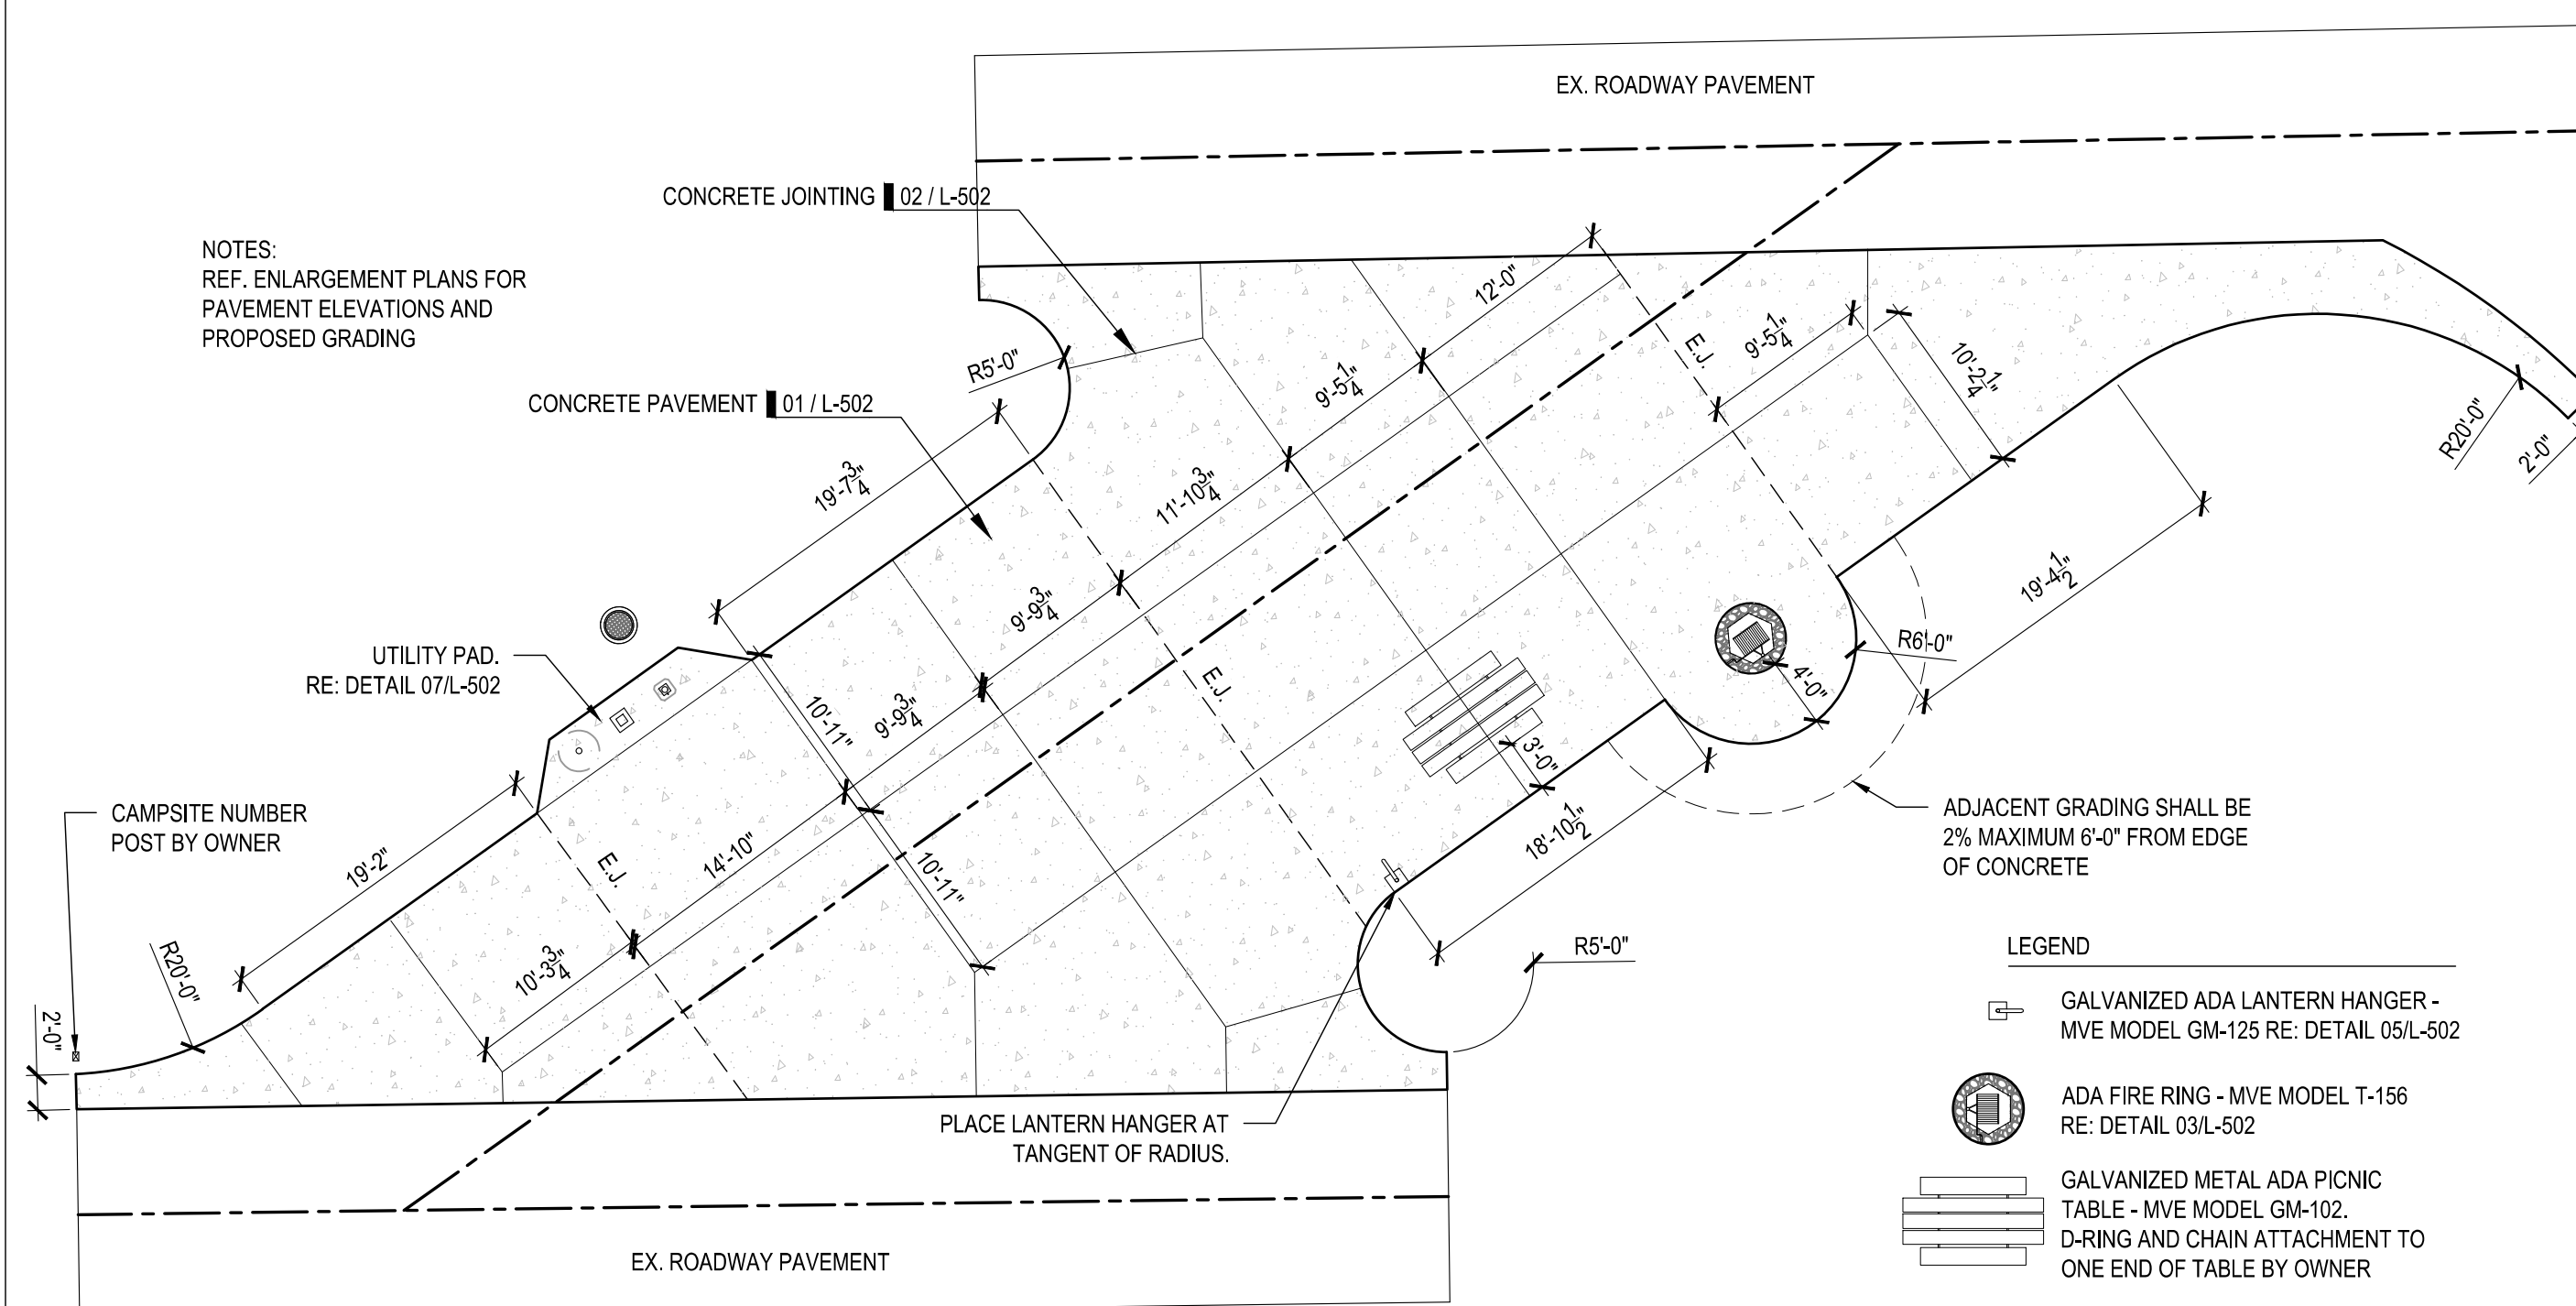 EX. ROADWAY PAVEMENT
CONCRETE JOINTING 02 / L-502
NOTES:
REF. ENLARGEMENT PLANS FOR
PAVEMENT ELEVATIONS AND
PROPOSED GRADING
12'-0"
E.J.
9'-5 1/4"
10'-2 1/4"
R5'-0"
9'-5 1/4"
CONCRETE PAVEMENT 01 / L-502
R20'-0"
2'-0"
19'-7 3/4"
11'-10 3/4"
9'-9 3/4"
19'-4 1/2"
UTILITY PAD.
RE: DETAIL 07/L-502
E.J.
R6'-0"
4'-0"
10'-11"
9'-9 3/4"
3'-0"
CAMPSITE NUMBER
POST BY OWNER
ADJACENT GRADING SHALL BE
2% MAXIMUM 6'-0" FROM EDGE
OF CONCRETE
18'-10 1/2"
19'-2"
E.J.
14'-10"
10'-11"
R20'-0"
10'-3 3/4"
R5'-0"
2'-0"
LEGEND
GALVANIZED ADA LANTERN HANGER -
MVE MODEL GM-125 RE: DETAIL 05/L-502
ADA FIRE RING - MVE MODEL T-156
RE: DETAIL 03/L-502
PLACE LANTERN HANGER AT
TANGENT OF RADIUS.
GALVANIZED METAL ADA PICNIC
TABLE - MVE MODEL GM-102.
D-RING AND CHAIN ATTACHMENT TO
ONE END OF TABLE BY OWNER
EX. ROADWAY PAVEMENT